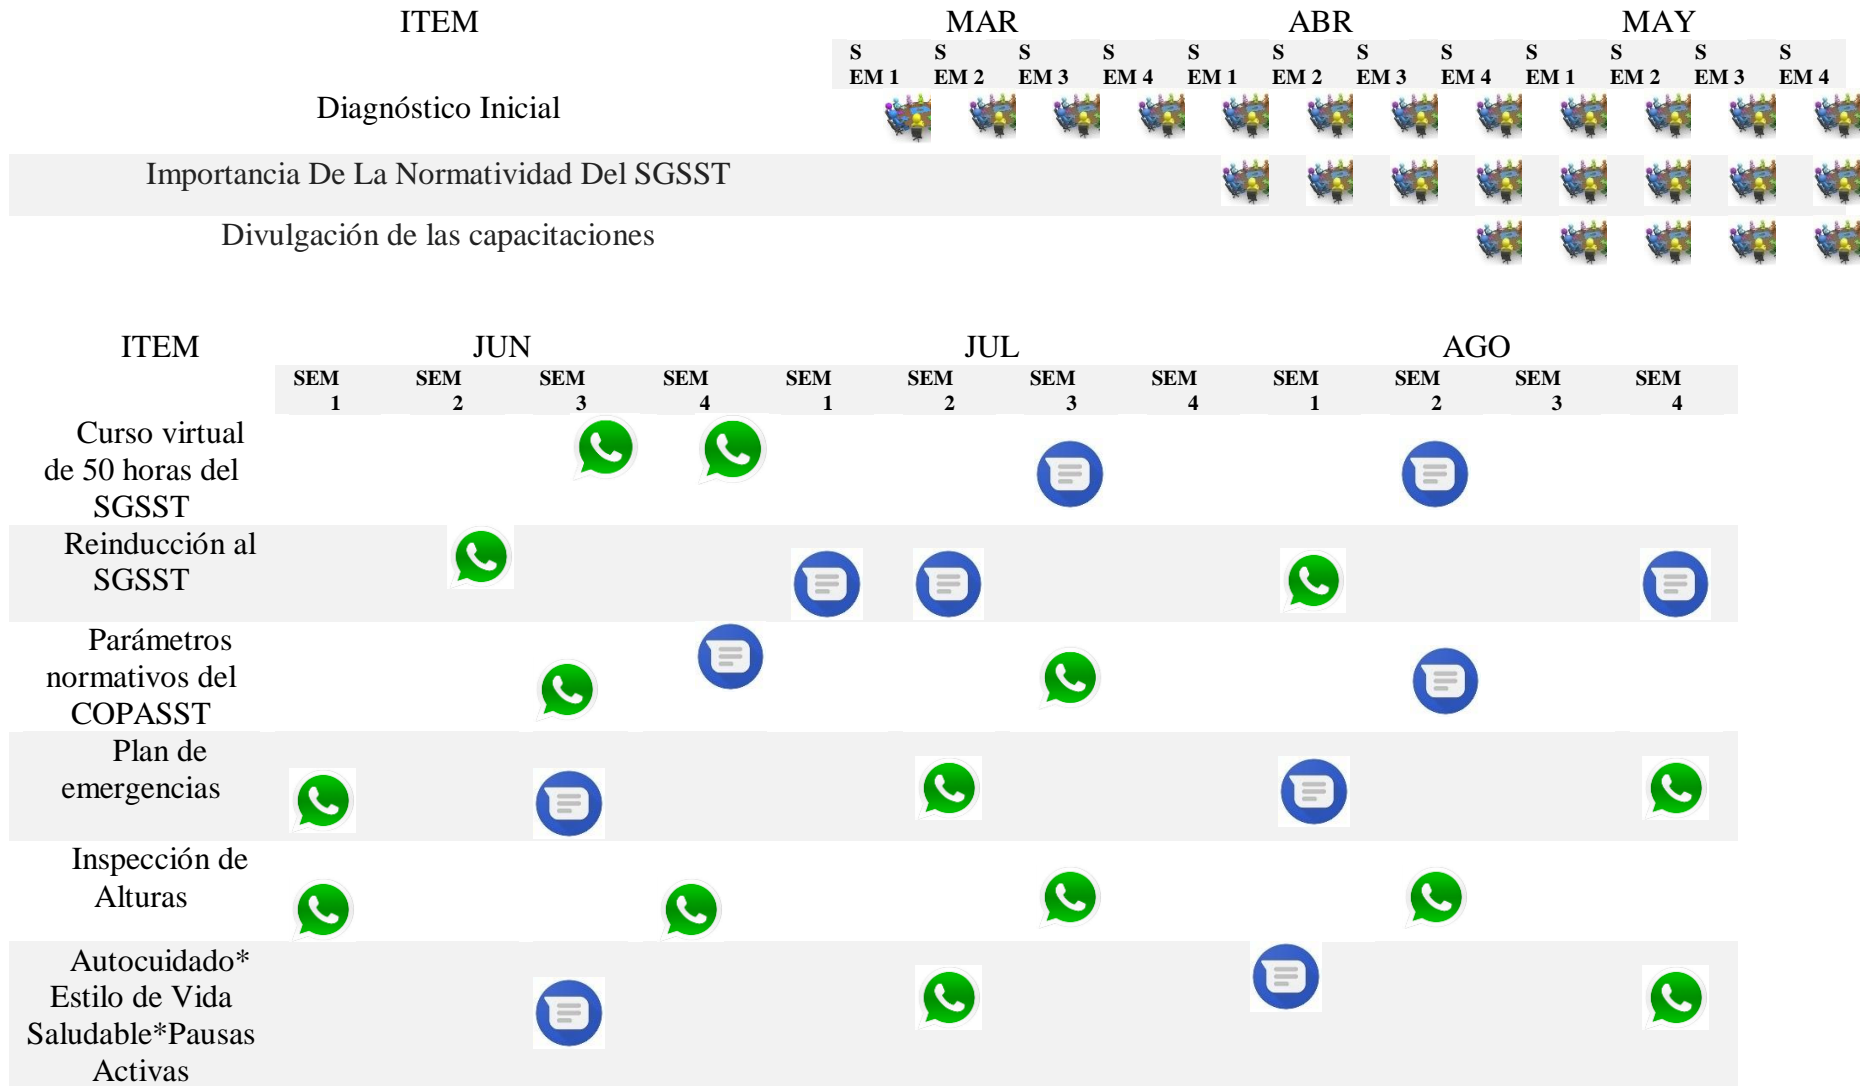 ITEM MAR ABR MAY
S S S S S S S S S S S S
EM 1 EM 2 EM 3 EM 4 EM 1 EM 2 EM 3 EM 4 EM 1 EM 2 EM 3 EM 4
Diagnóstico Inicial
Importancia De La Normatividad Del SGSST
Divulgación de las capacitaciones
ITEM JUN JUL AGO
SEM SEM SEM SEM SEM SEM SEM SEM SEM SEM SEM SEM
1 2 3 4 1 2 3 4 1 2 3 4
Curso virtual
de 50 horas del
SGSST
Reinducción al
SGSST
Parámetros
normativos del
COPASST
Plan de
emergencias
Inspección de
Alturas
Autocuidado*
Estilo de Vida
Saludable*Pausas
Activas